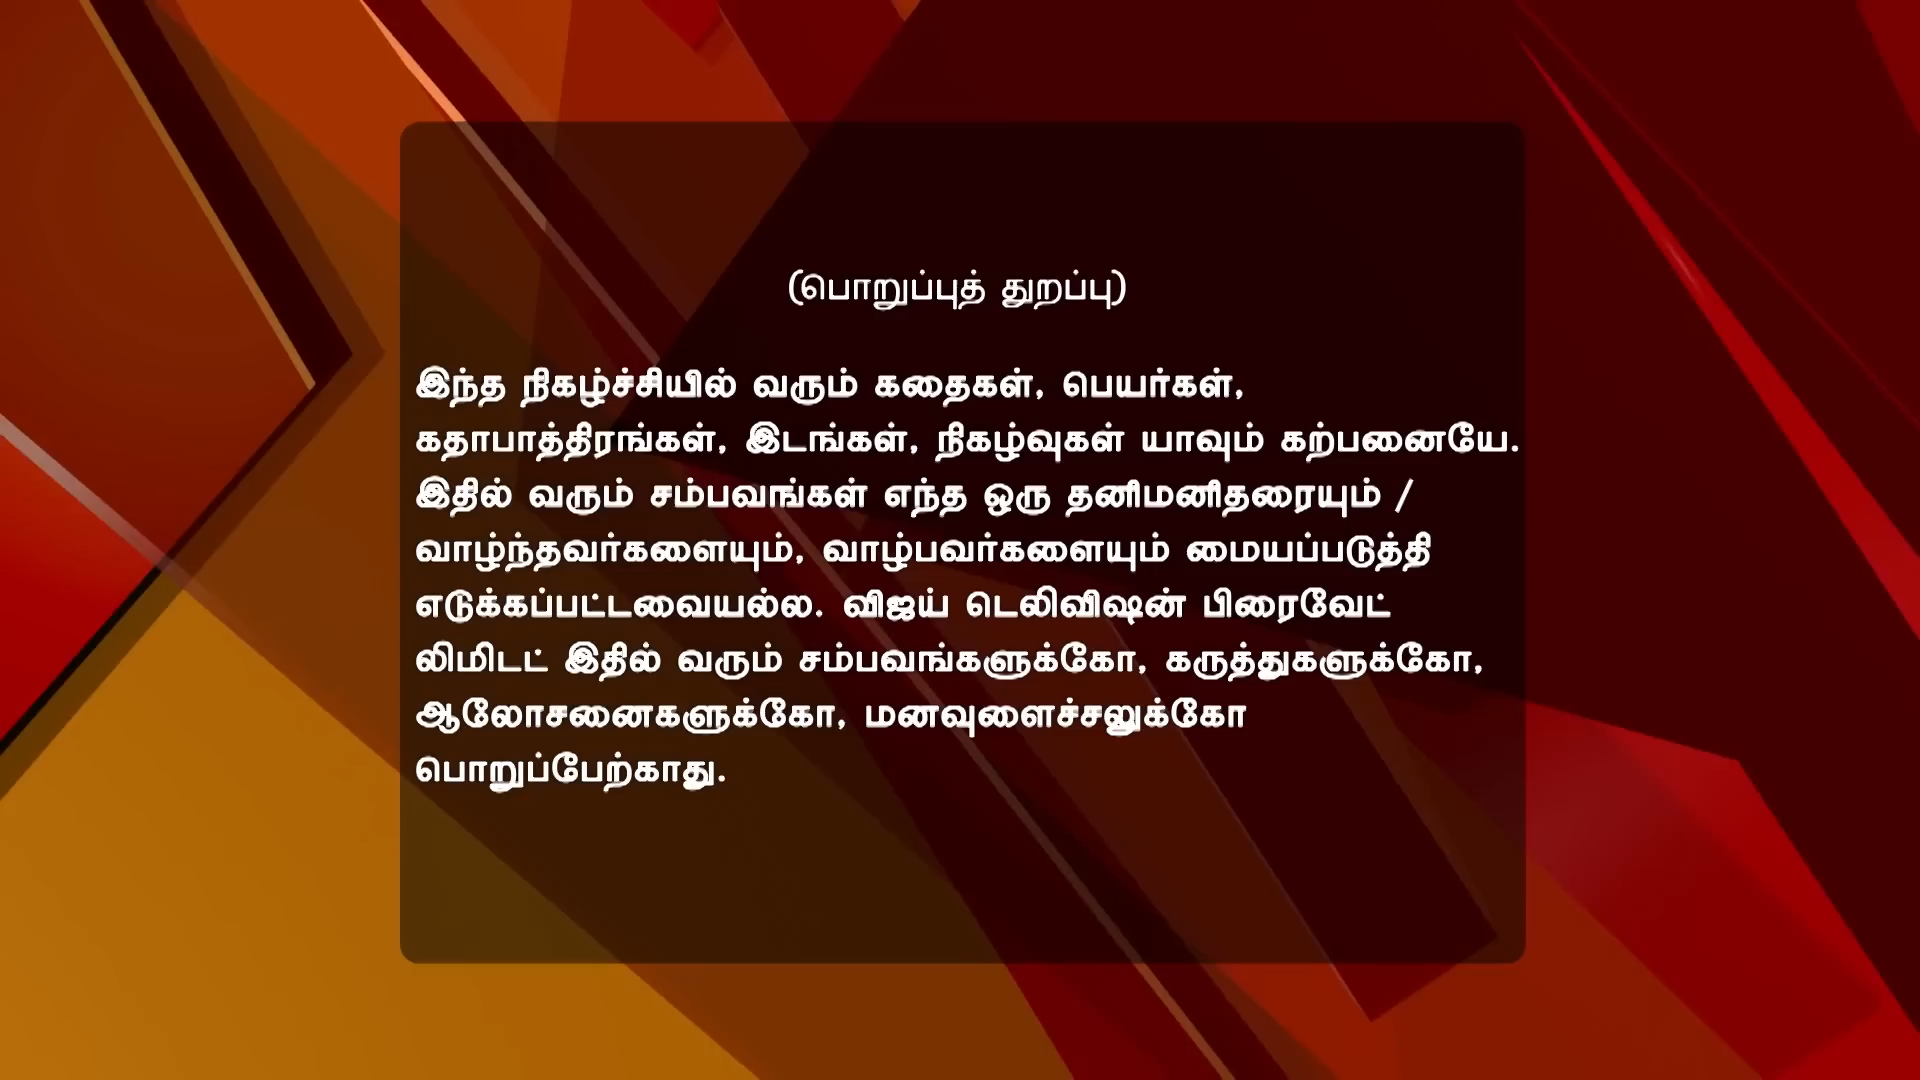 (பொறுப்புத் துறப்பு)
இந்த நிகழ்ச்சியில் வரும் கதைகள், பெயர்கள்,
கதாபாத்திரங்கள், இடங்கள், நிகழ்வுகள் யாவும் கற்பனையே.
இதில் வரும் சம்பவங்கள் எந்த ஒரு தனிமனிதரையும் /
வாழ்ந்தவர்களையும், வாழ்பவர்களையும் மையப்படுத்தி
எடுக்கப்பட்டவையல்ல. விஜய் டெலிவிஷன் பிரைவேட்
லிமிடட் இதில் வரும் சம்பவங்களுக்கோ, கருத்துகளுக்கோ,
ஆலோசனைகளுக்கோ, மனவுளைச்சலுக்கோ
பொறுப்பேற்காது.